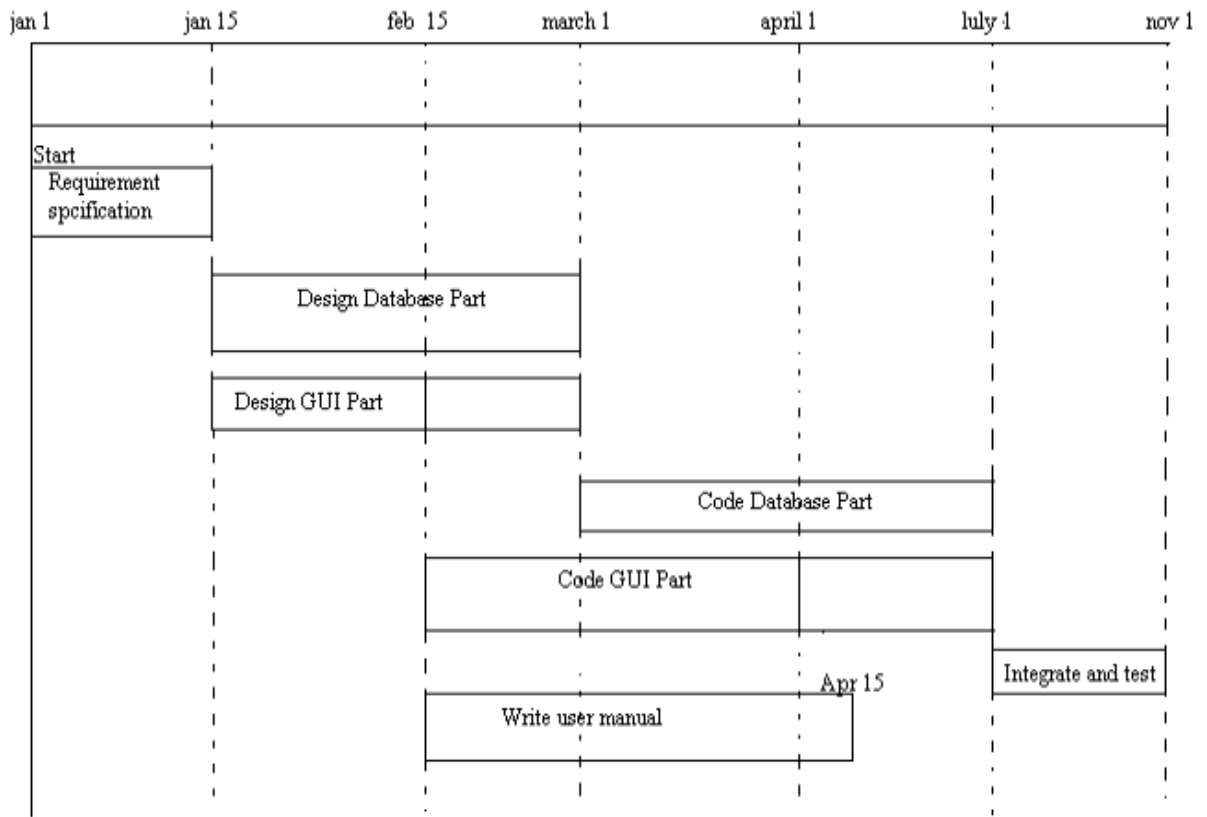 jan 1 jan 15 feb 15 march 1 april 1 luly 1 nov 1
Start
Requirement
spcification
Design Database Part
Design GUI Part
Code Database Part
Code GUI Part
Integrate and test
Apr 15
Write user manual